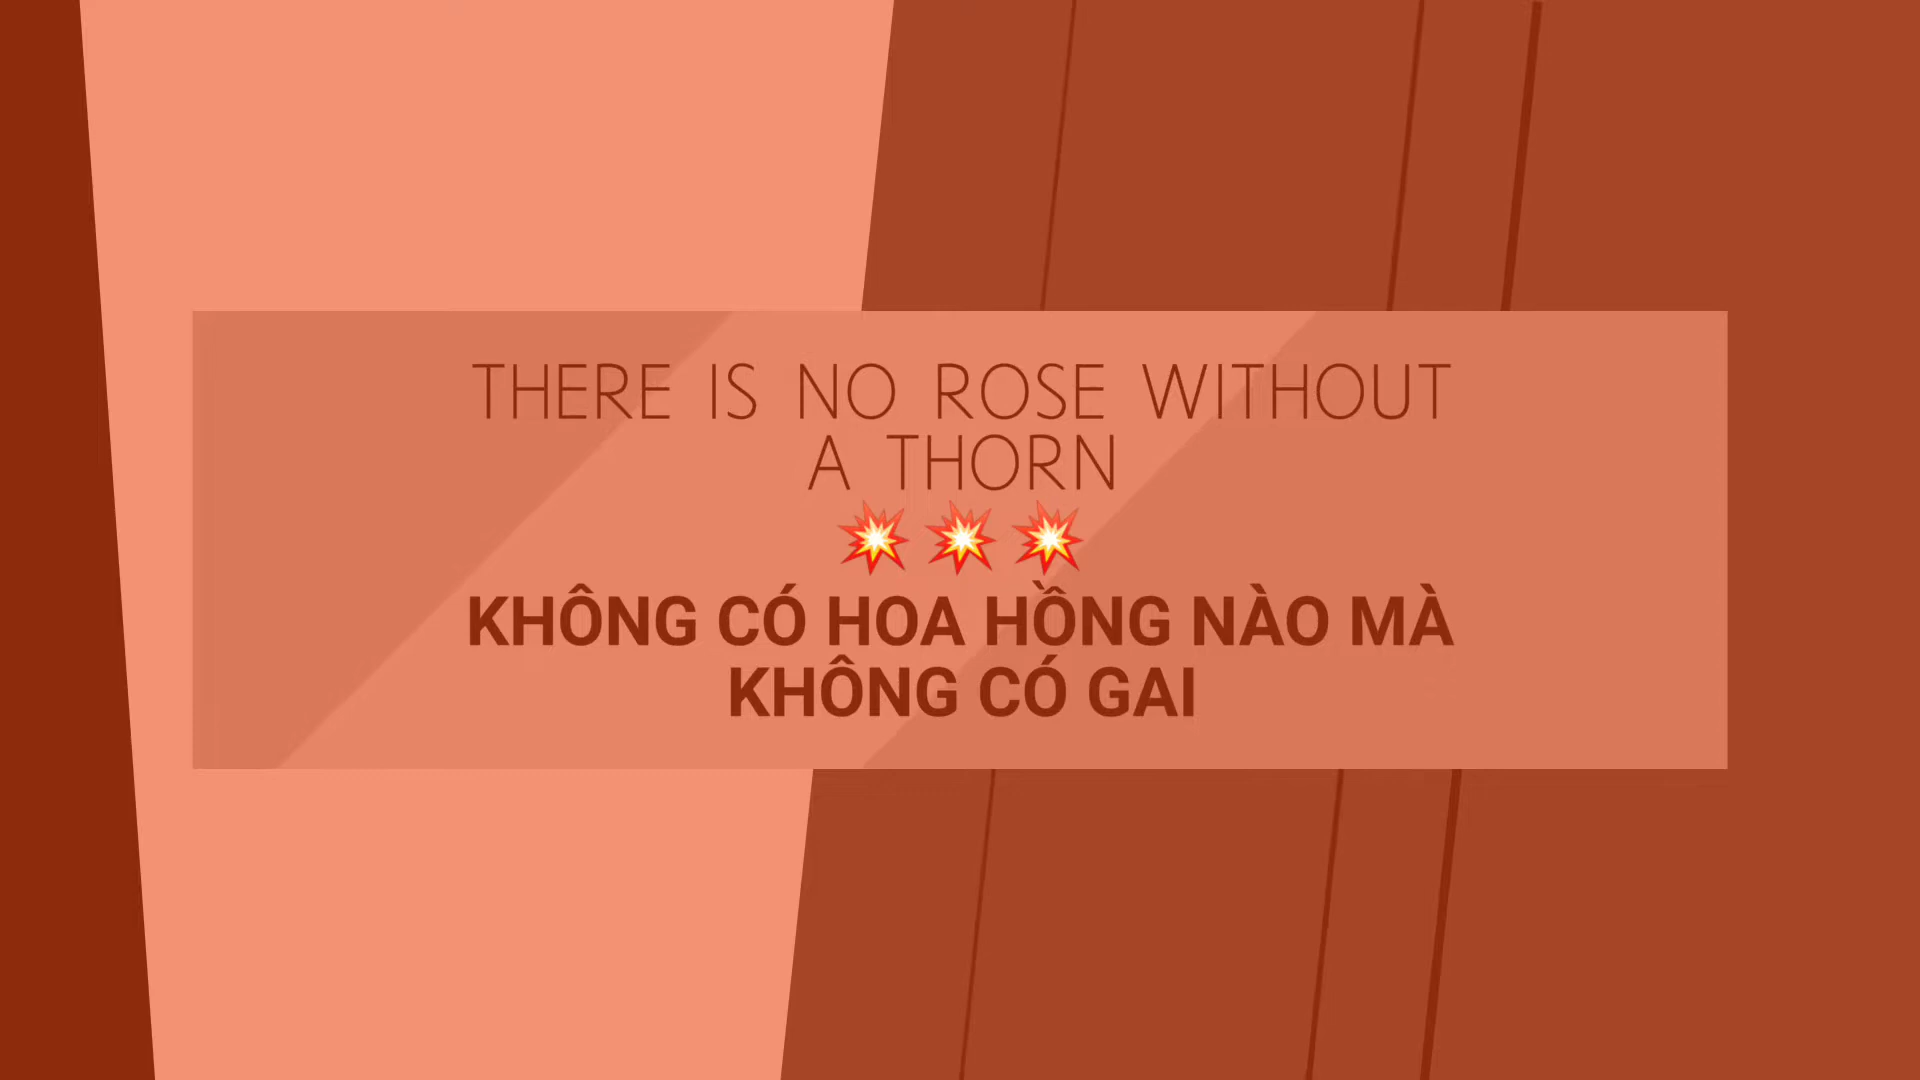 THERE IS NO ROSE WITHOUT
A THORN
💥💥💥
KHÔNG CÓ HOA HỒNG NÀO MÀ
KHÔNG CÓ GAI